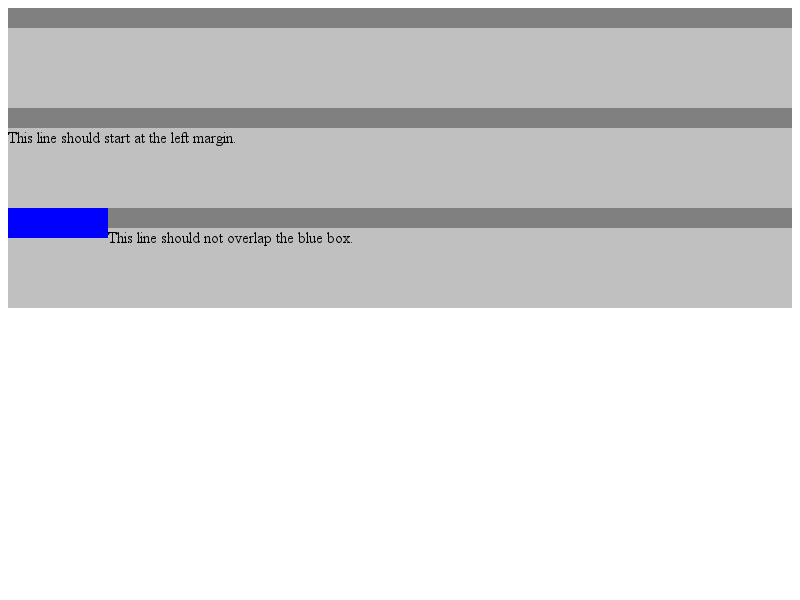 This line should start at the left margin.
This line should not overlap the blue box.